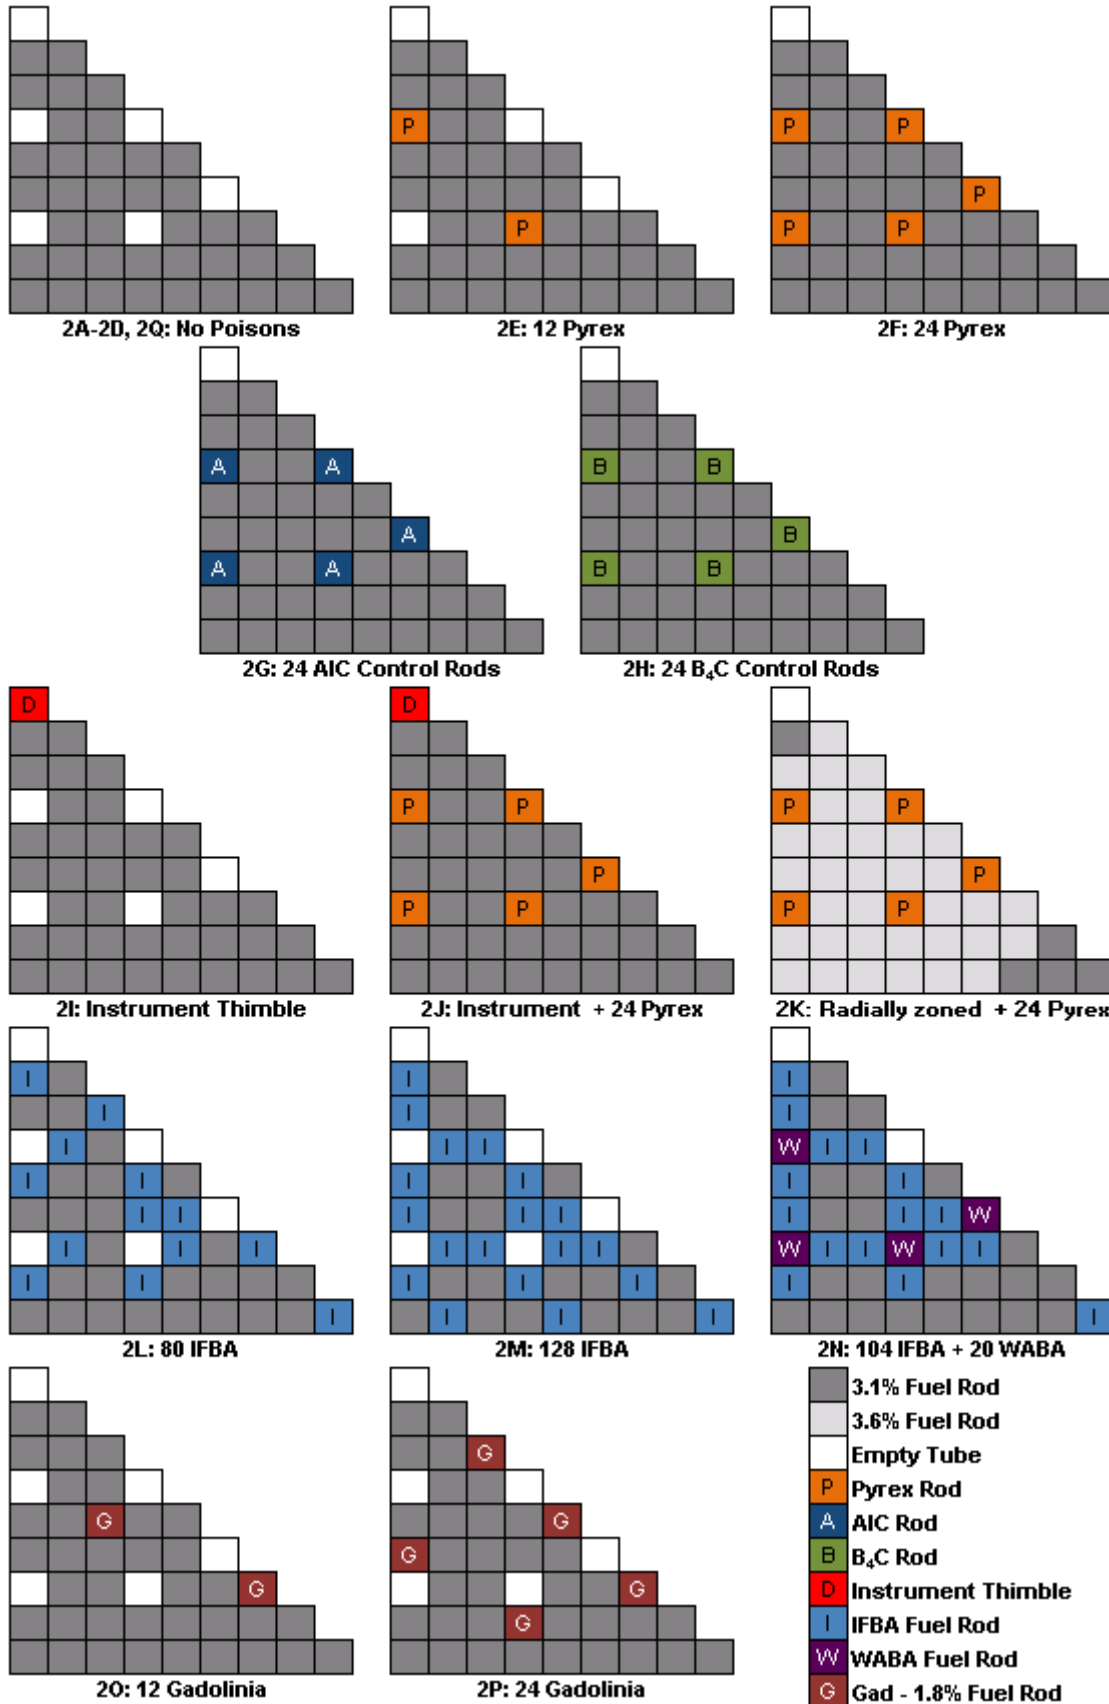 P
P
2A-2D, 2Q: No Poisons
2E: 12 Pyrex
P P
P
P P
2F: 24 Pyrex
A A
A
A A
2G: 24 AIC Control Rods
B B
B
B B
2H: 24 B₄C Control Rods
D
2I: Instrument Thimble
D
P P
P
P P
2J: Instrument + 24 Pyrex
P P
P
P P
2K: Radially zoned + 24 Pyrex
I
I
I
I I
I I
I I I
I I
I
2L: 80 IFBA
I
I
I I
I I
I I I
I I I I
I I I
I I I
2M: 128 IFBA
I
I
W I I
I I
I I I W
W I I W I I
I I
I
2N: 104 IFBA + 20 WABA
G
G
2O: 12 Gadolinia
G
G
G
G
G
2P: 24 Gadolinia
3.1% Fuel Rod
3.6% Fuel Rod
Empty Tube
P Pyrex Rod
A AIC Rod
B B₄C Rod
D Instrument Thimble
I IFBA Fuel Rod
W WABA Fuel Rod
G Gad - 1.8% Fuel Rod